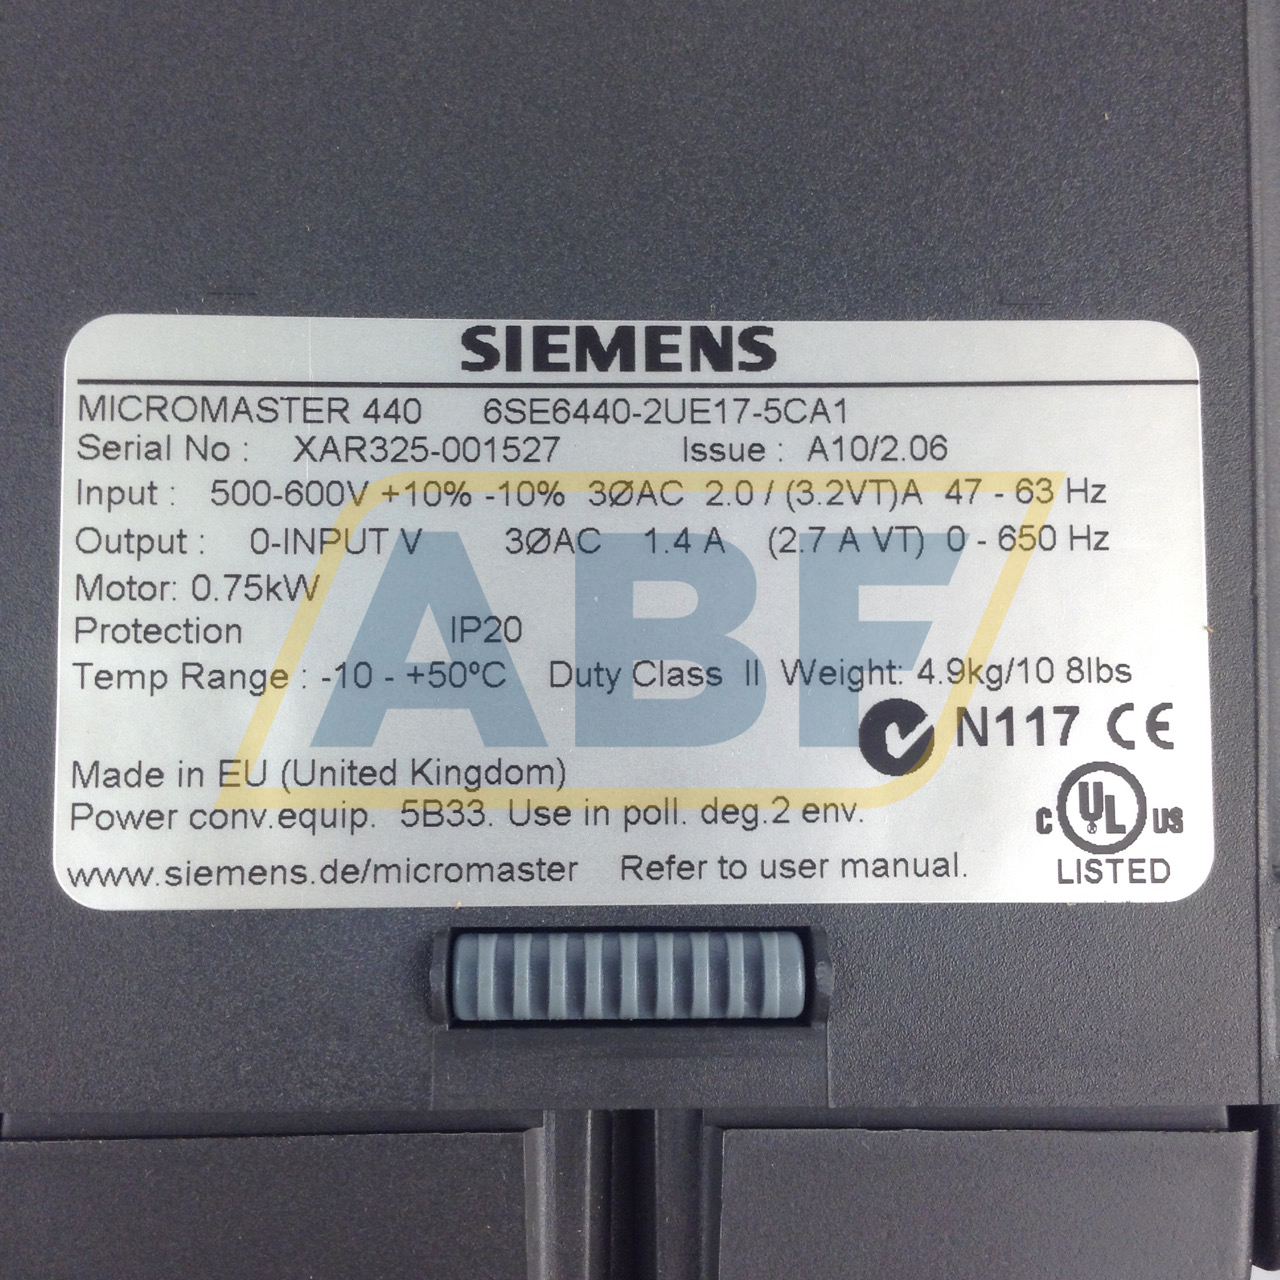 SIEMENS
MICROMASTER 440 6SE6440-2UE17-5CA1
Serial No : XAR325-001527 Issue : A10/2.06
Input : 500-600V +10% -10% 3ØAC 2.0 / (3.2VT)A 47 - 63 Hz
Output : 0-INPUT V 3ØAC 1.4 A (2.7 A VT) 0 - 650 Hz
Motor: 0.75kW
Protection IP20
Temp Range : -10 - +50ºC Duty Class II Weight: 4.9kg/10 8lbs
ABF
N117 CE
Made in EU (United Kingdom)
Power conv.equip. 5B33. Use in poll. deg.2 env.
C UL US
LISTED
www.siemens.de/micromaster Refer to user manual.